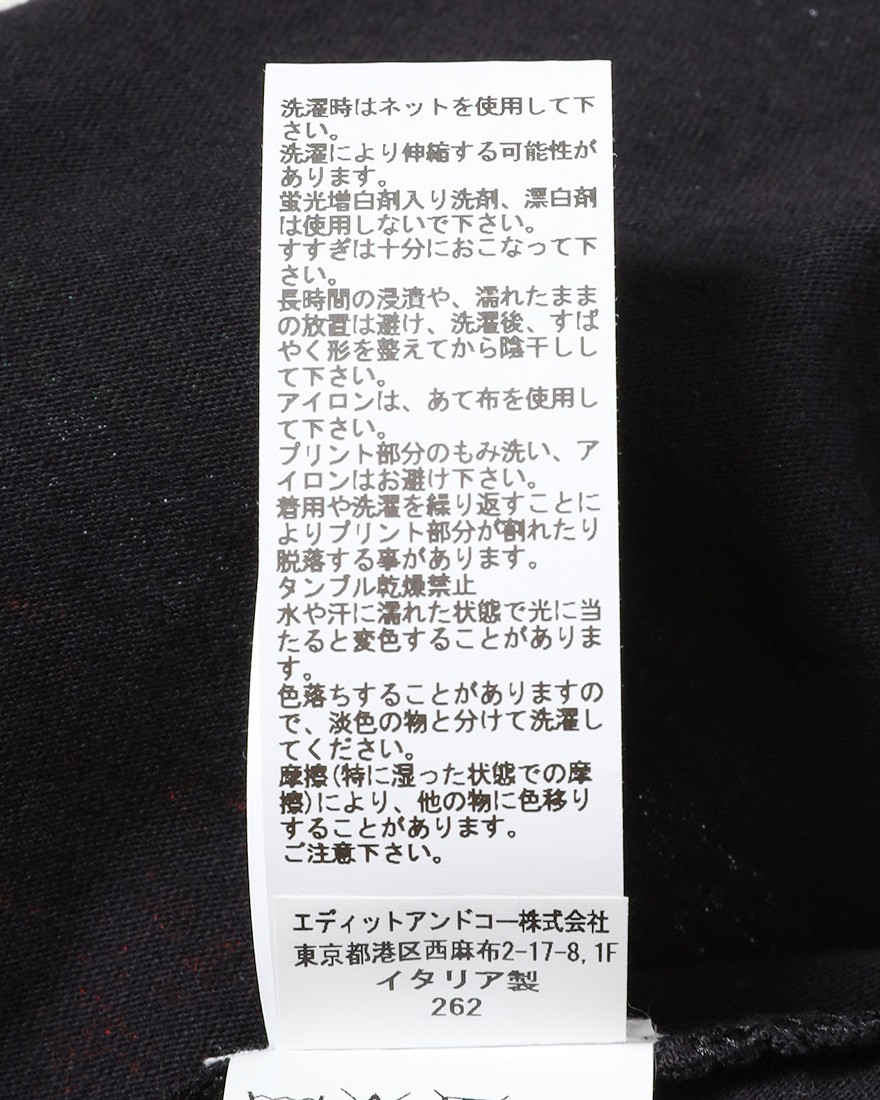 洗濯時はネットを使用して下
さい。
洗濯により伸縮する可能性が
あります。
蛍光増白剤入り洗剤、漂白剤
は使用しないで下さい。
すすぎは十分におこなって下
さい。
長時間の浸漬や、濡れたまま
の放置は避け、洗濯後、すば
やく形を整えてから陰干しし
て下さい。
アイロンは、あて布を使用し
て下さい。
プリント部分のもみ洗い、ア
イロンはお避け下さい。
着用や洗濯を繰り返すことに
よりプリント部分が割れたり
脱落する事があります。
タンブル乾燥禁止
水や汗に濡れた状態で光に当
たると変色することがありま
す。
色落ちすることがありますの
で、淡色の物と分けて洗濯し
てください。
摩擦(特に湿った状態での摩
擦)により、他の物に色移り
することがあります。
ご注意下さい。
エディットアンドコー株式会社
東京都港区西麻布2-17-8, 1F
イタリア製
262